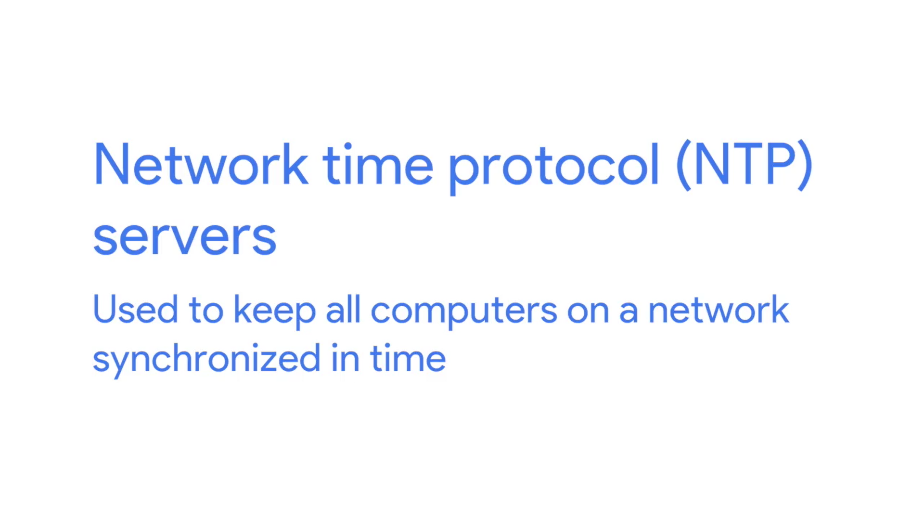 Network time protocol (NTP)
servers
Used to keep all computers on a network
synchronized in time